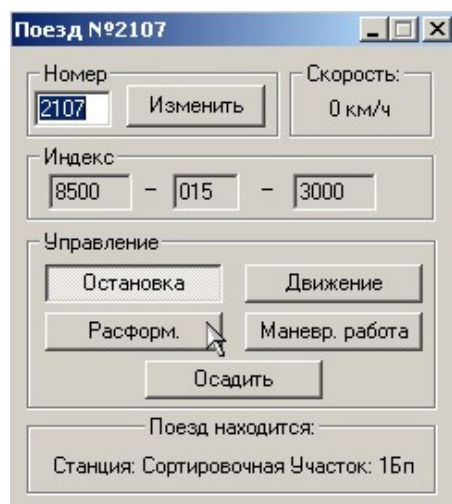 Поезд №2107
Номер
Скорость:
2107 Изменить 0 км/ч
Индекс
8500 - 015 - 3000
Управление
Остановка Движение
Расформ. Маневр. работа
Осадить
Поезд находится:
Станция: Сортировочная Участок: 1Бп